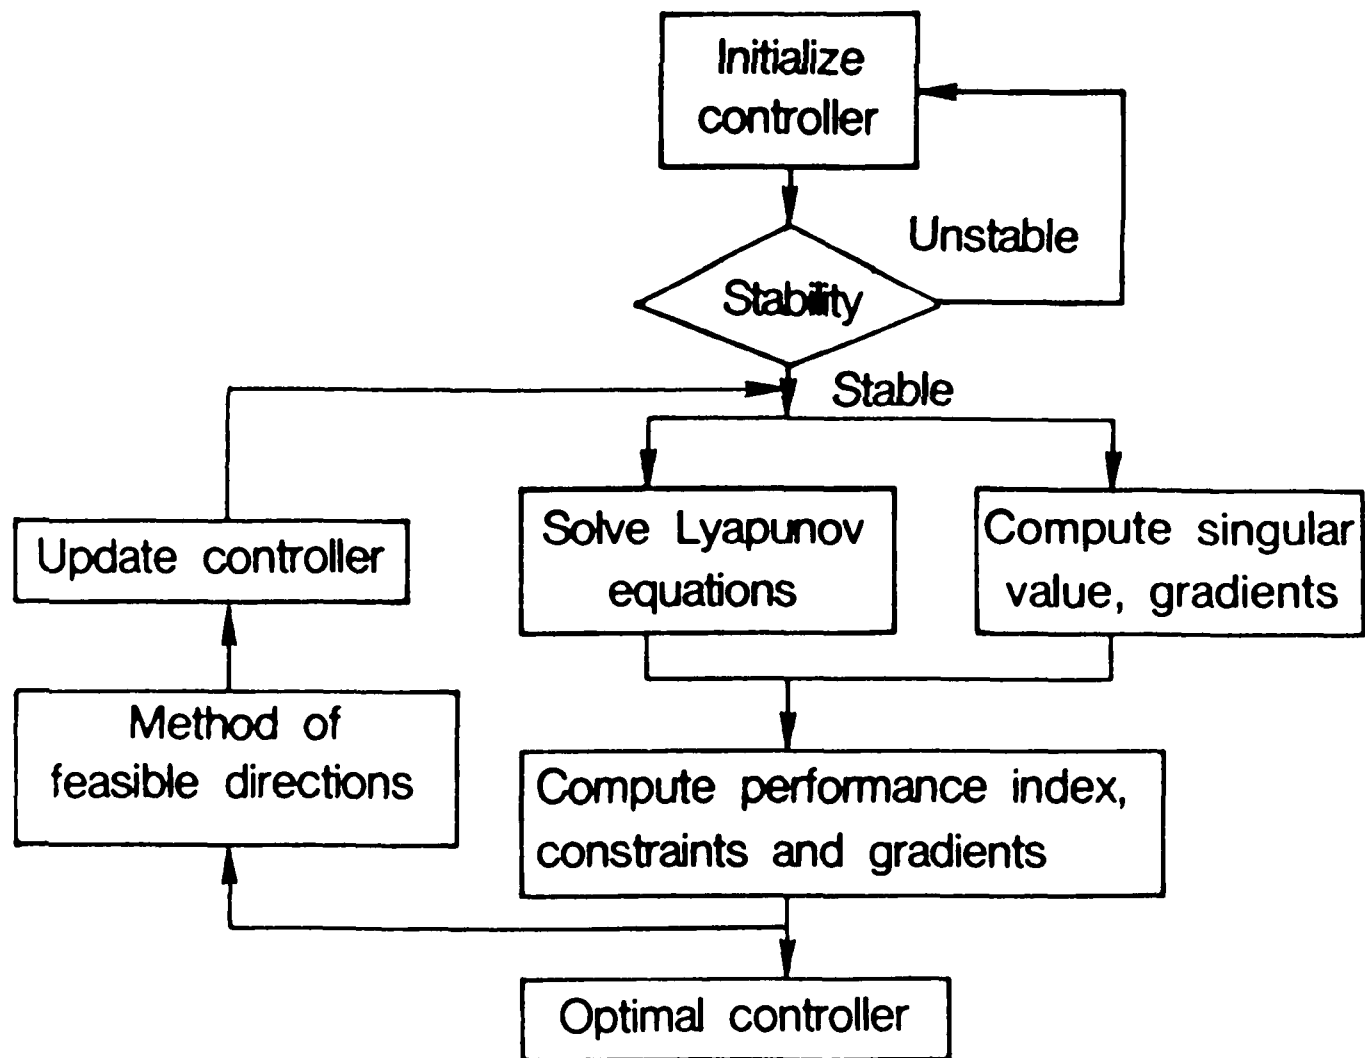 Initialize
controller
Unstable
Stability
Stable
Solve Lyapunov
equations
Compute singular
value, gradients
Update controller
Method of
feasible directions
Compute performance index,
constraints and gradients
Optimal controller